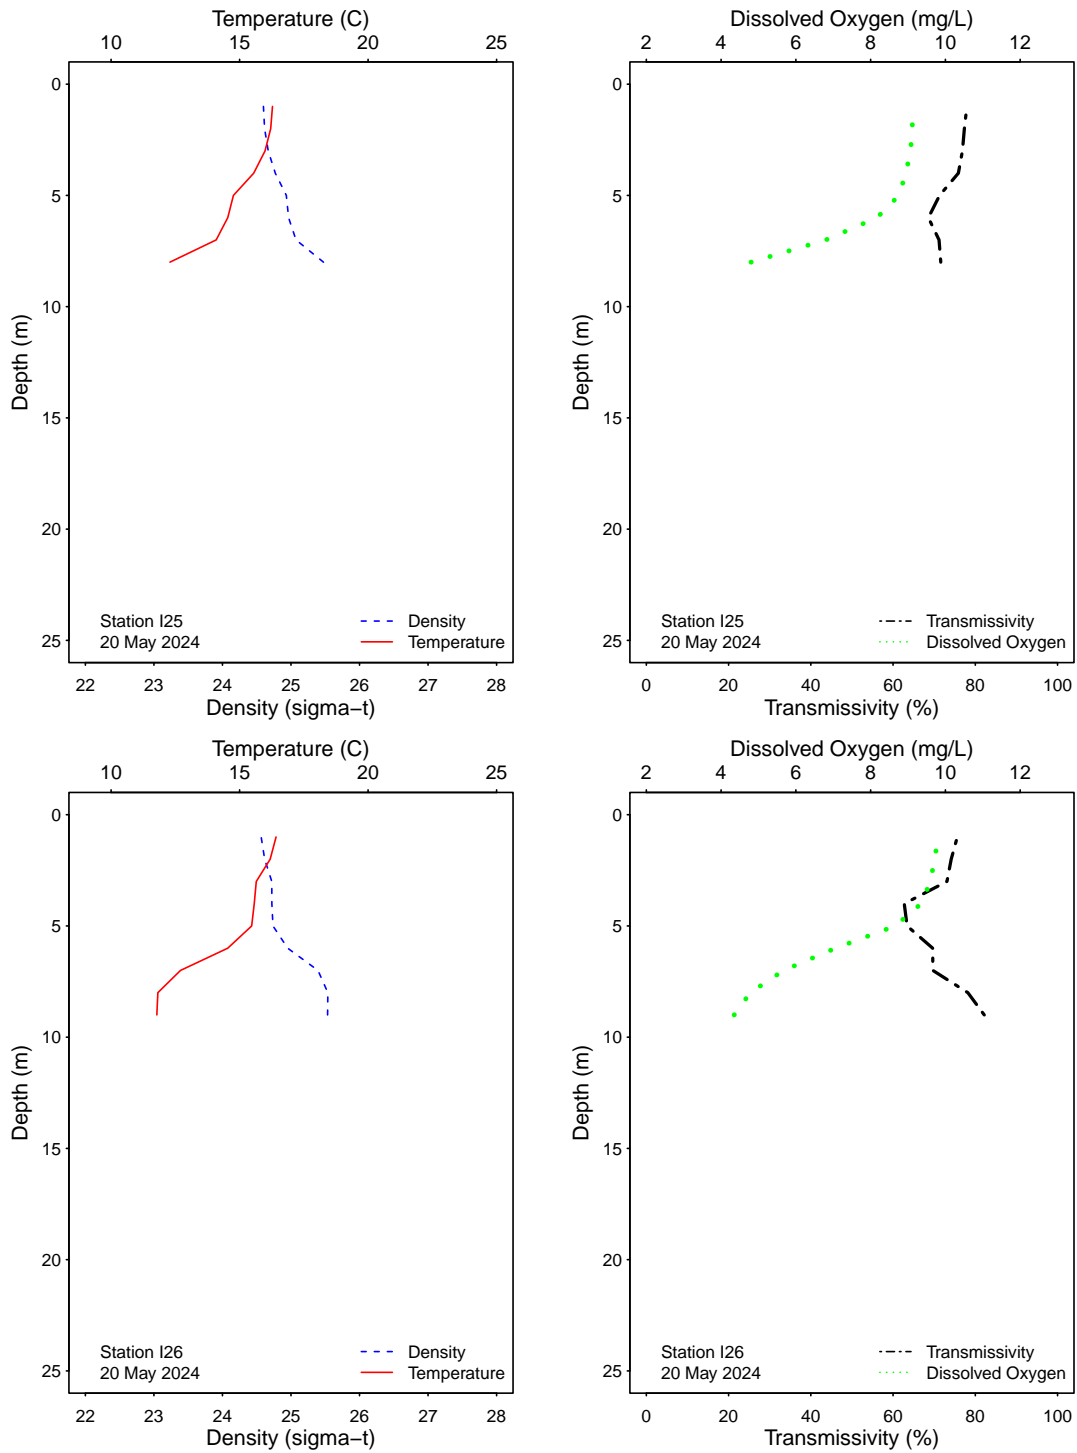 Temperature (C)
10 15 20 25
0
5
10
15
20
25
Depth (m)
Station I25
20 May 2024
Density
Temperature
22 23 24 25 26 27 28
Density (sigma−t)
Dissolved Oxygen (mg/L)
2 4 6 8 10 12
0
5
10
15
20
25
Depth (m)
Station I25
20 May 2024
Transmissivity
Dissolved Oxygen
0 20 40 60 80 100
Transmissivity (%)
Temperature (C)
10 15 20 25
0
5
10
15
20
25
Depth (m)
Station I26
20 May 2024
Density
Temperature
22 23 24 25 26 27 28
Density (sigma−t)
Dissolved Oxygen (mg/L)
2 4 6 8 10 12
0
5
10
15
20
25
Depth (m)
Station I26
20 May 2024
Transmissivity
Dissolved Oxygen
0 20 40 60 80 100
Transmissivity (%)